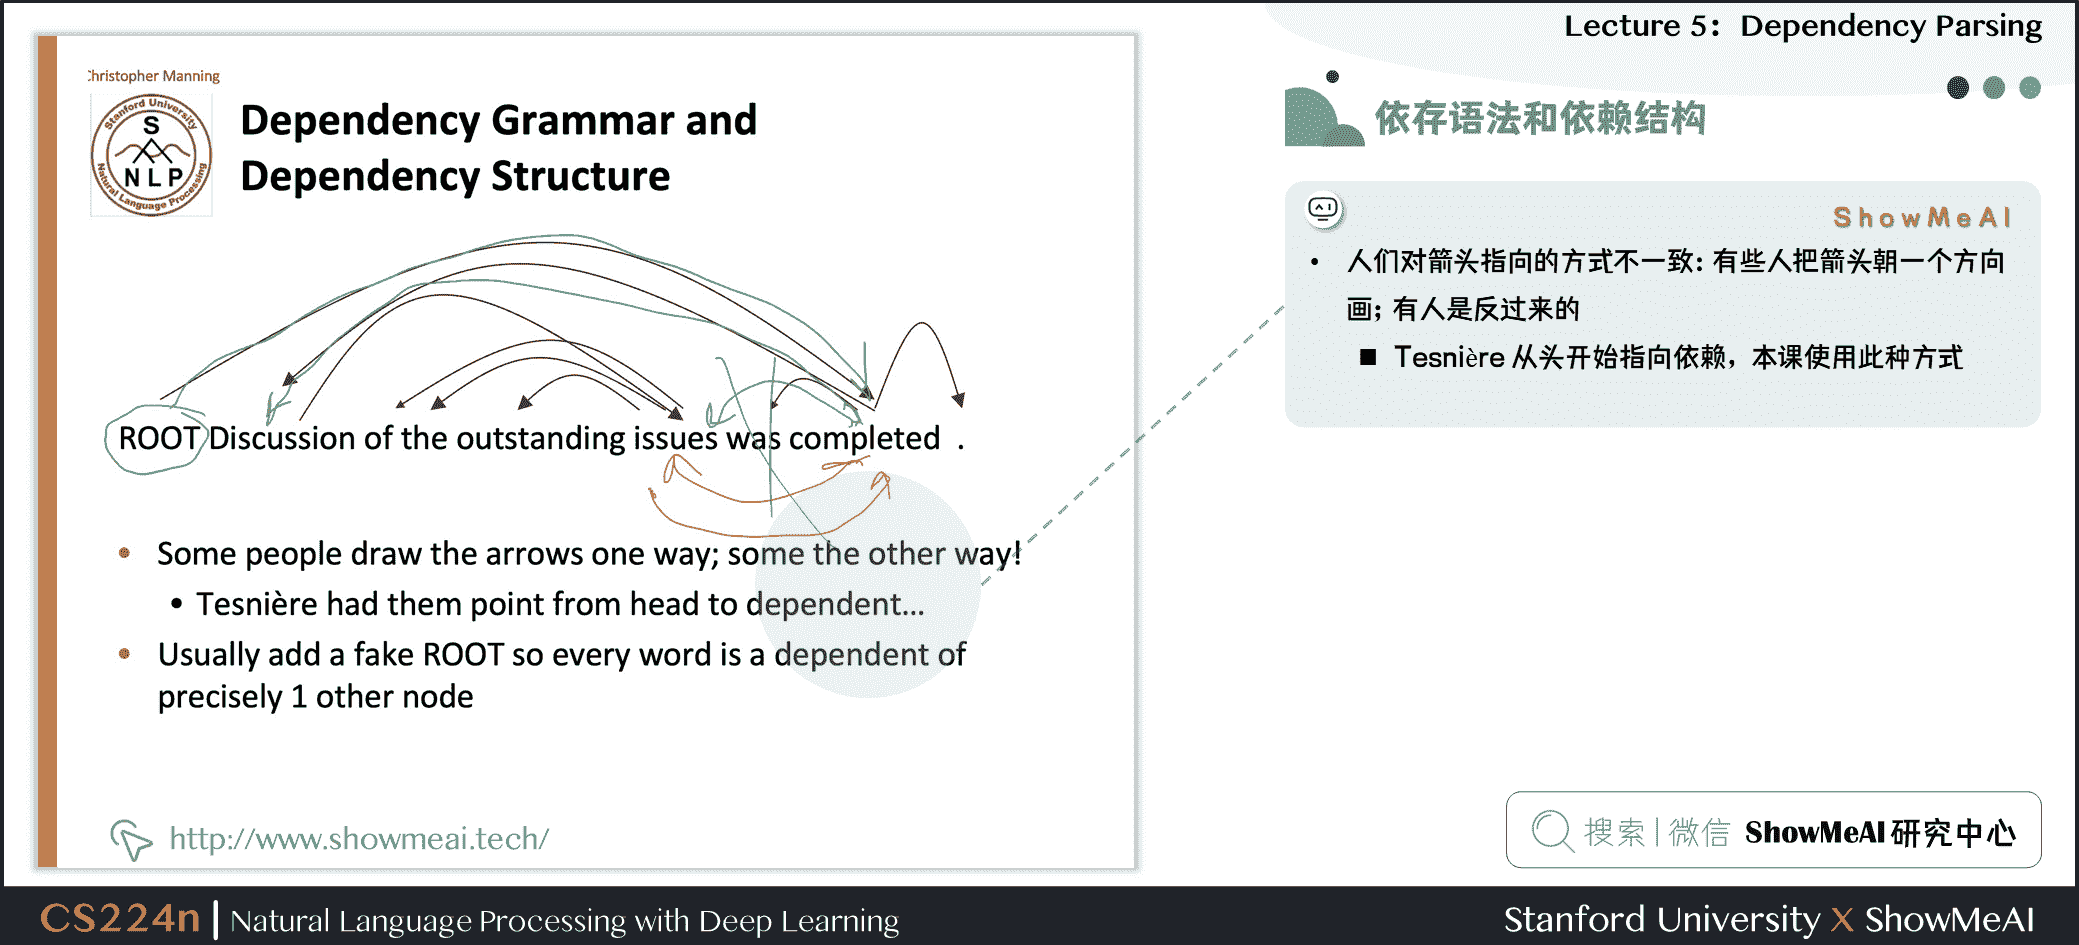 Lecture 5: Dependency Parsing
Christopher Manning
Stanford University
S
N L P
Natural Language Processing
Dependency Grammar and
Dependency Structure
ROOT Discussion of the outstanding issues was completed .
• Some people draw the arrows one way; some the other way!
• Tesnière had them point from head to dependent...
• Usually add a fake ROOT so every word is a dependent of
precisely 1 other node
http://www.showmeai.tech/
依存语法和依赖结构
ShowMeAI
• 人们对箭头指向的方式不一致: 有些人把箭头朝一个方向
画; 有人是反过来的
■ Tesnière 从头开始指向依赖, 本课使用此种方式
搜索 | 微信 ShowMeAI 研究中心
CS224n | Natural Language Processing with Deep Learning
Stanford University X ShowMeAI